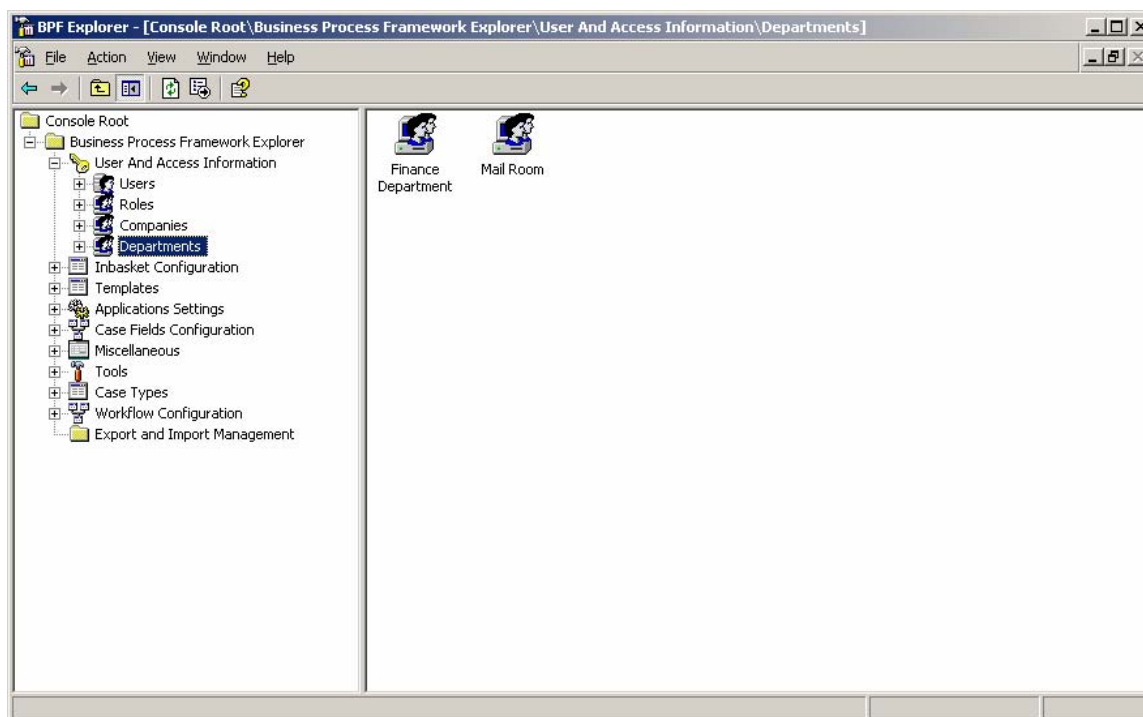 BPF Explorer - [Console Root\Business Process Framework Explorer\User And Access Information\Departments]
File Action View Window Help
Console Root
Business Process Framework Explorer
User And Access Information
Users
Roles
Companies
Departments
Inbasket Configuration
Templates
Applications Settings
Case Fields Configuration
Miscellaneous
Tools
Case Types
Workflow Configuration
Export and Import Management
Finance
Department
Mail Room